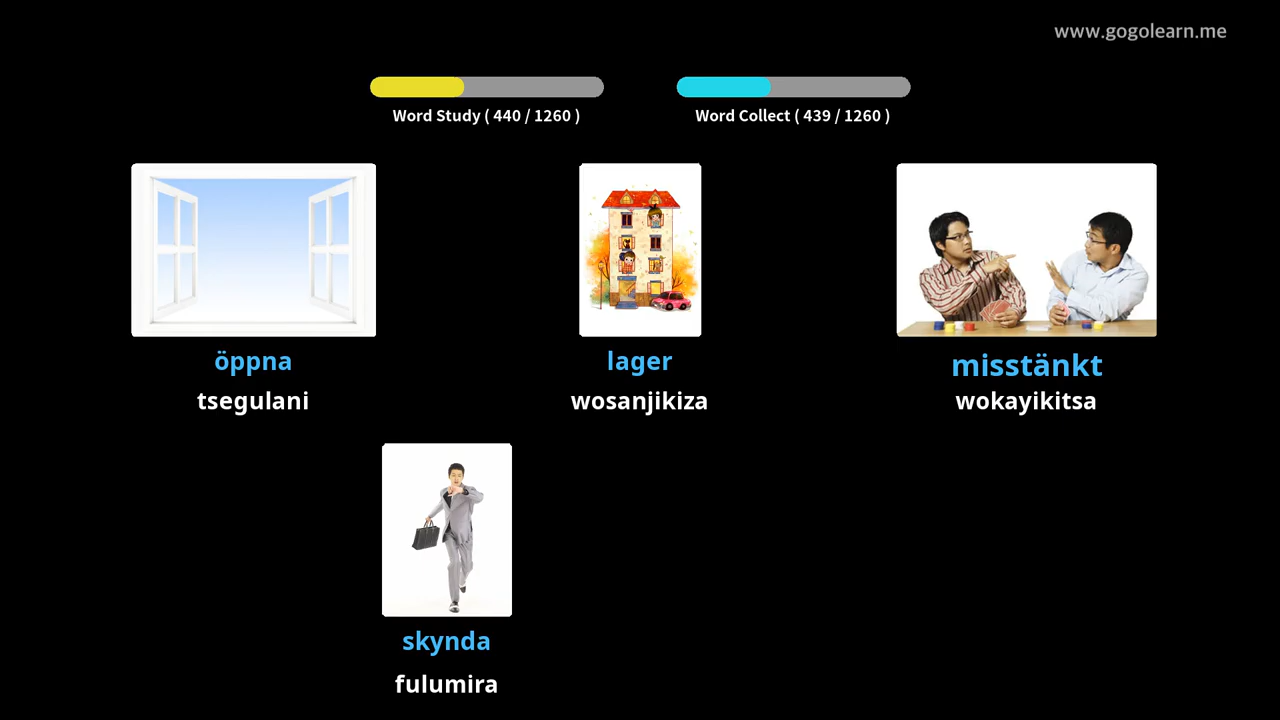 www.gogolearn.me
Word Study ( 440 / 1260 )
Word Collect ( 439 / 1260 )
öppna
lager
misstänkt
tsegulani
wosanjikiza
wokayikitsa
skynda
fulumira